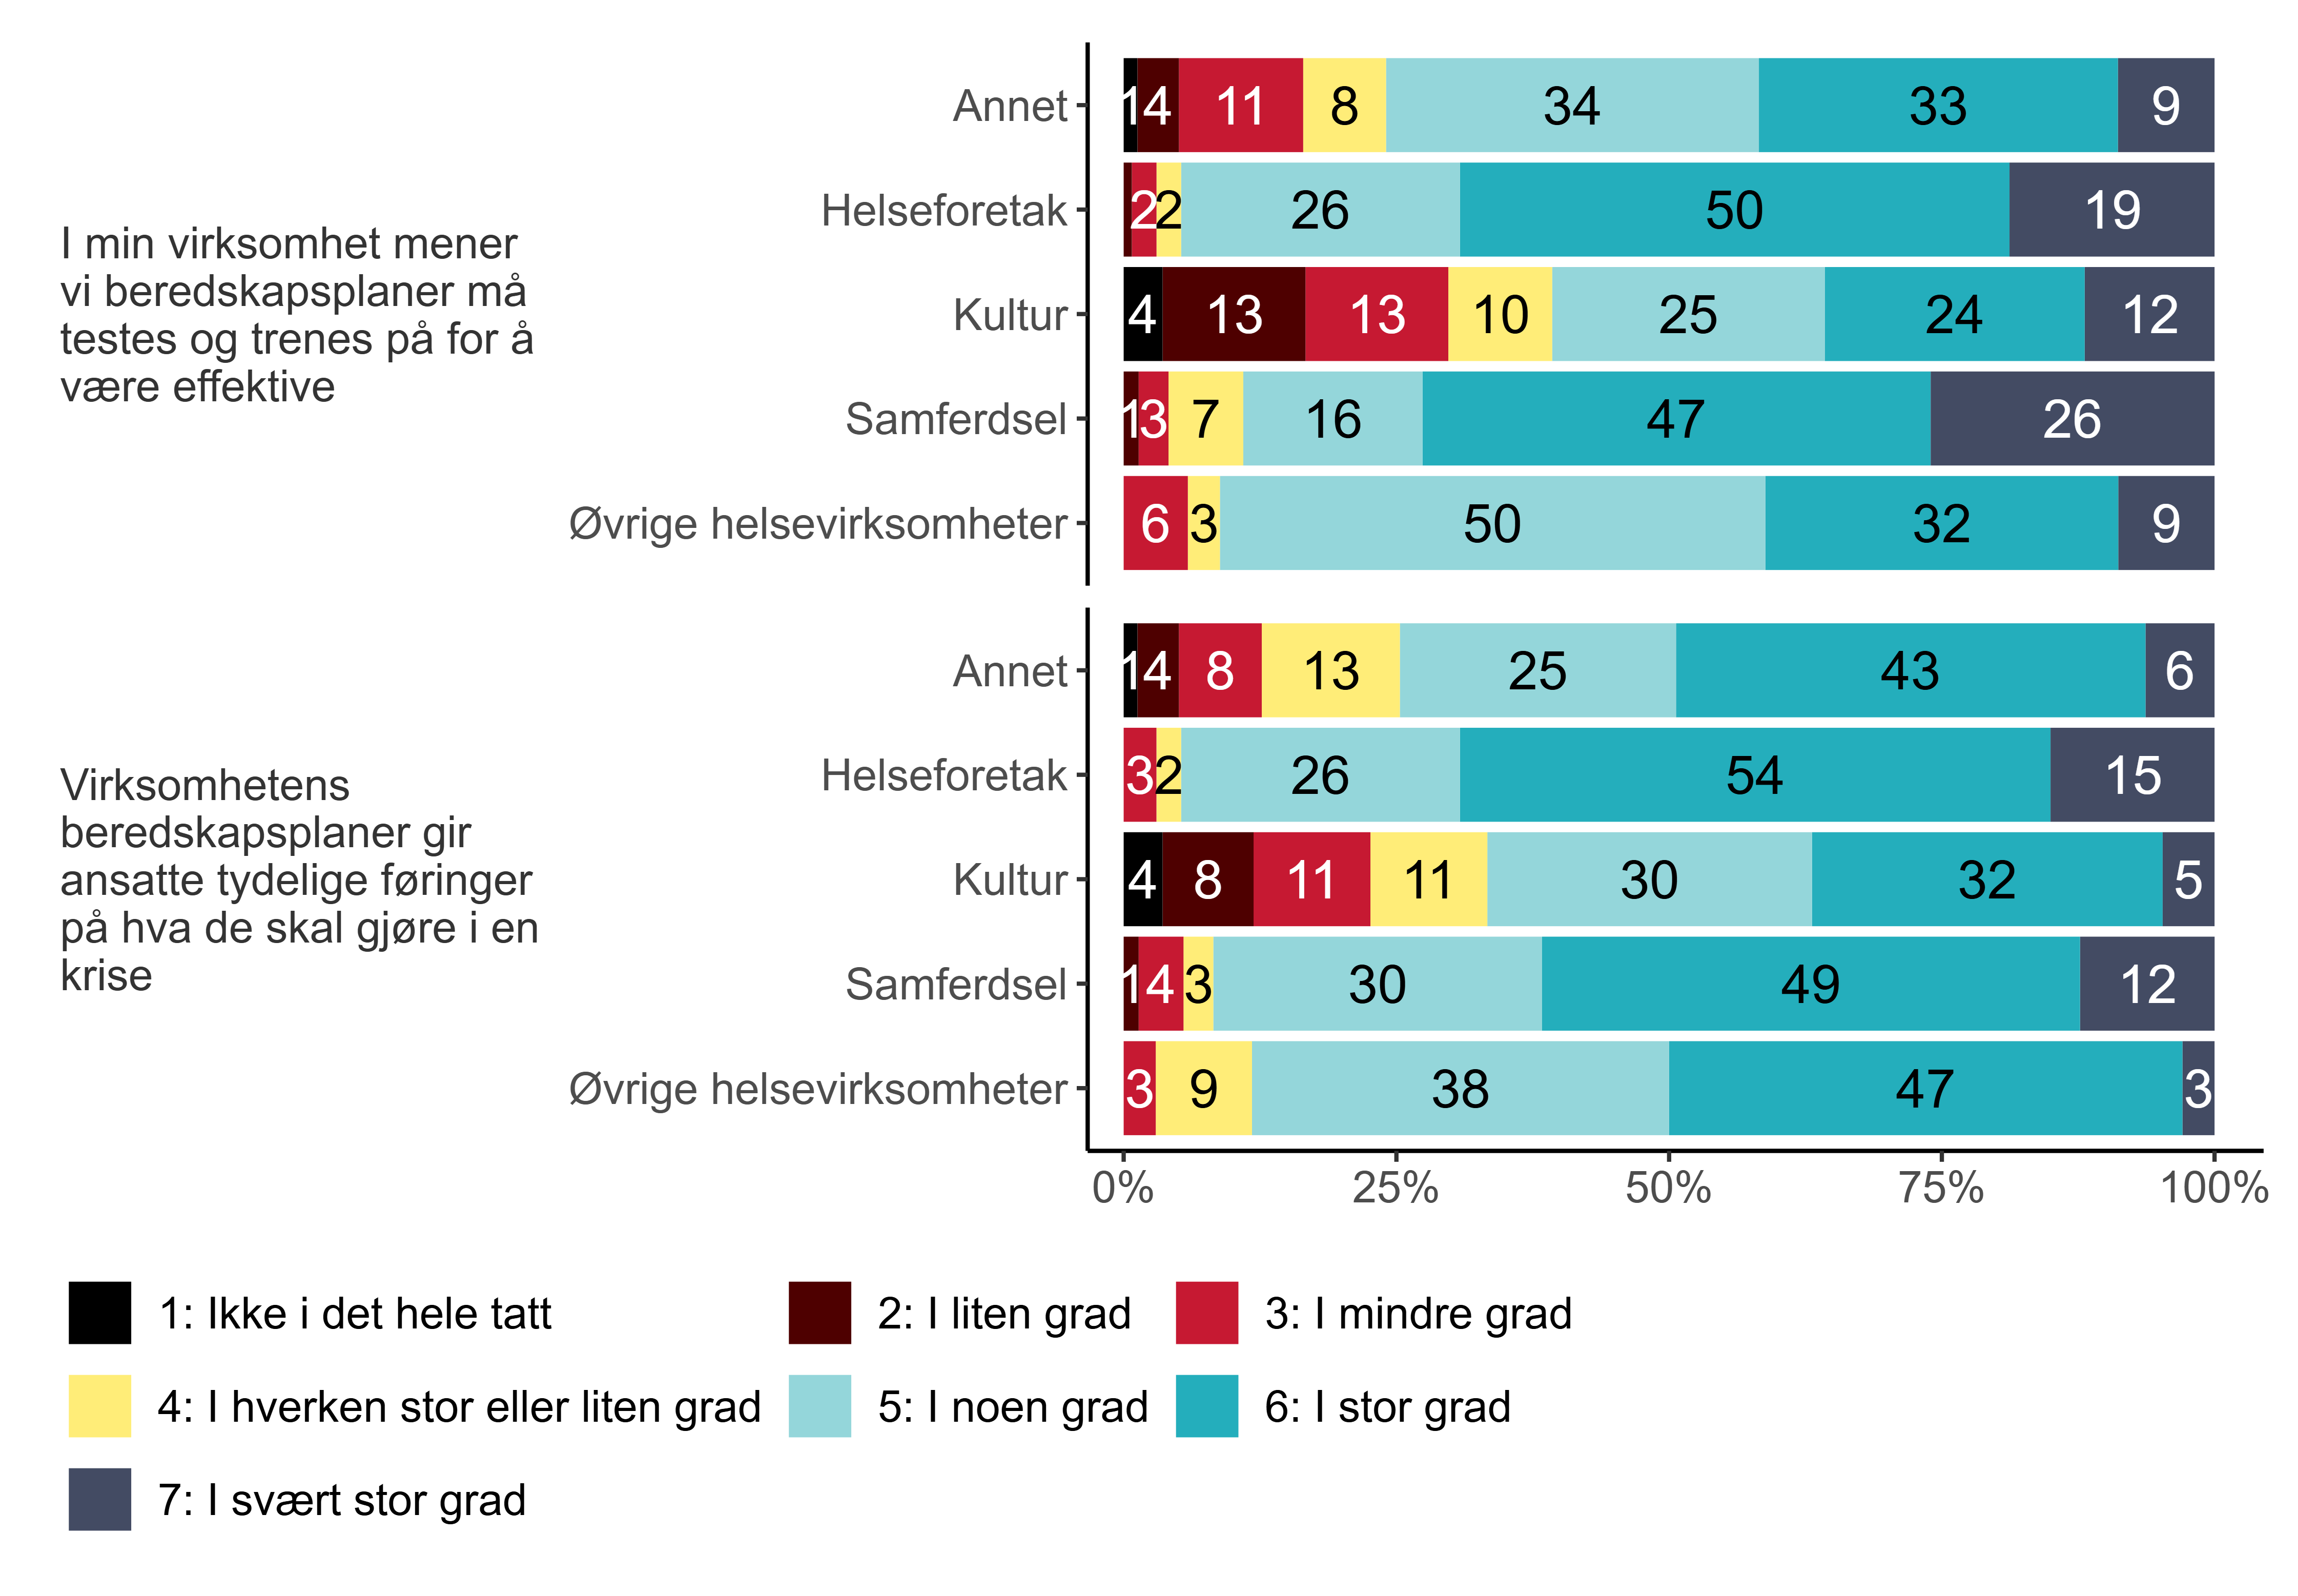 I min virksomhet mener
vi beredskapsplaner må
testes og trenes på for å
være effektive
Annet
1 4 11 8 34 33 9
Helseforetak
2 2 26 50 19
Kultur
4 13 13 10 25 24 12
Samferdsel
1 3 7 16 47 26
Øvrige helsevirksomheter
6 3 50 32 9
Virksomhetens
beredskapsplaner gir
ansatte tydelige føringer
på hva de skal gjøre i en
krise
Annet
1 4 8 13 25 43 6
Helseforetak
3 2 26 54 15
Kultur
4 8 11 11 30 32 5
Samferdsel
1 4 3 30 49 12
Øvrige helsevirksomheter
3 9 38 47 3
0% 25% 50% 75% 100%
1: Ikke i det hele tatt
2: I liten grad
3: I mindre grad
4: I hverken stor eller liten grad
5: I noen grad
6: I stor grad
7: I svært stor grad